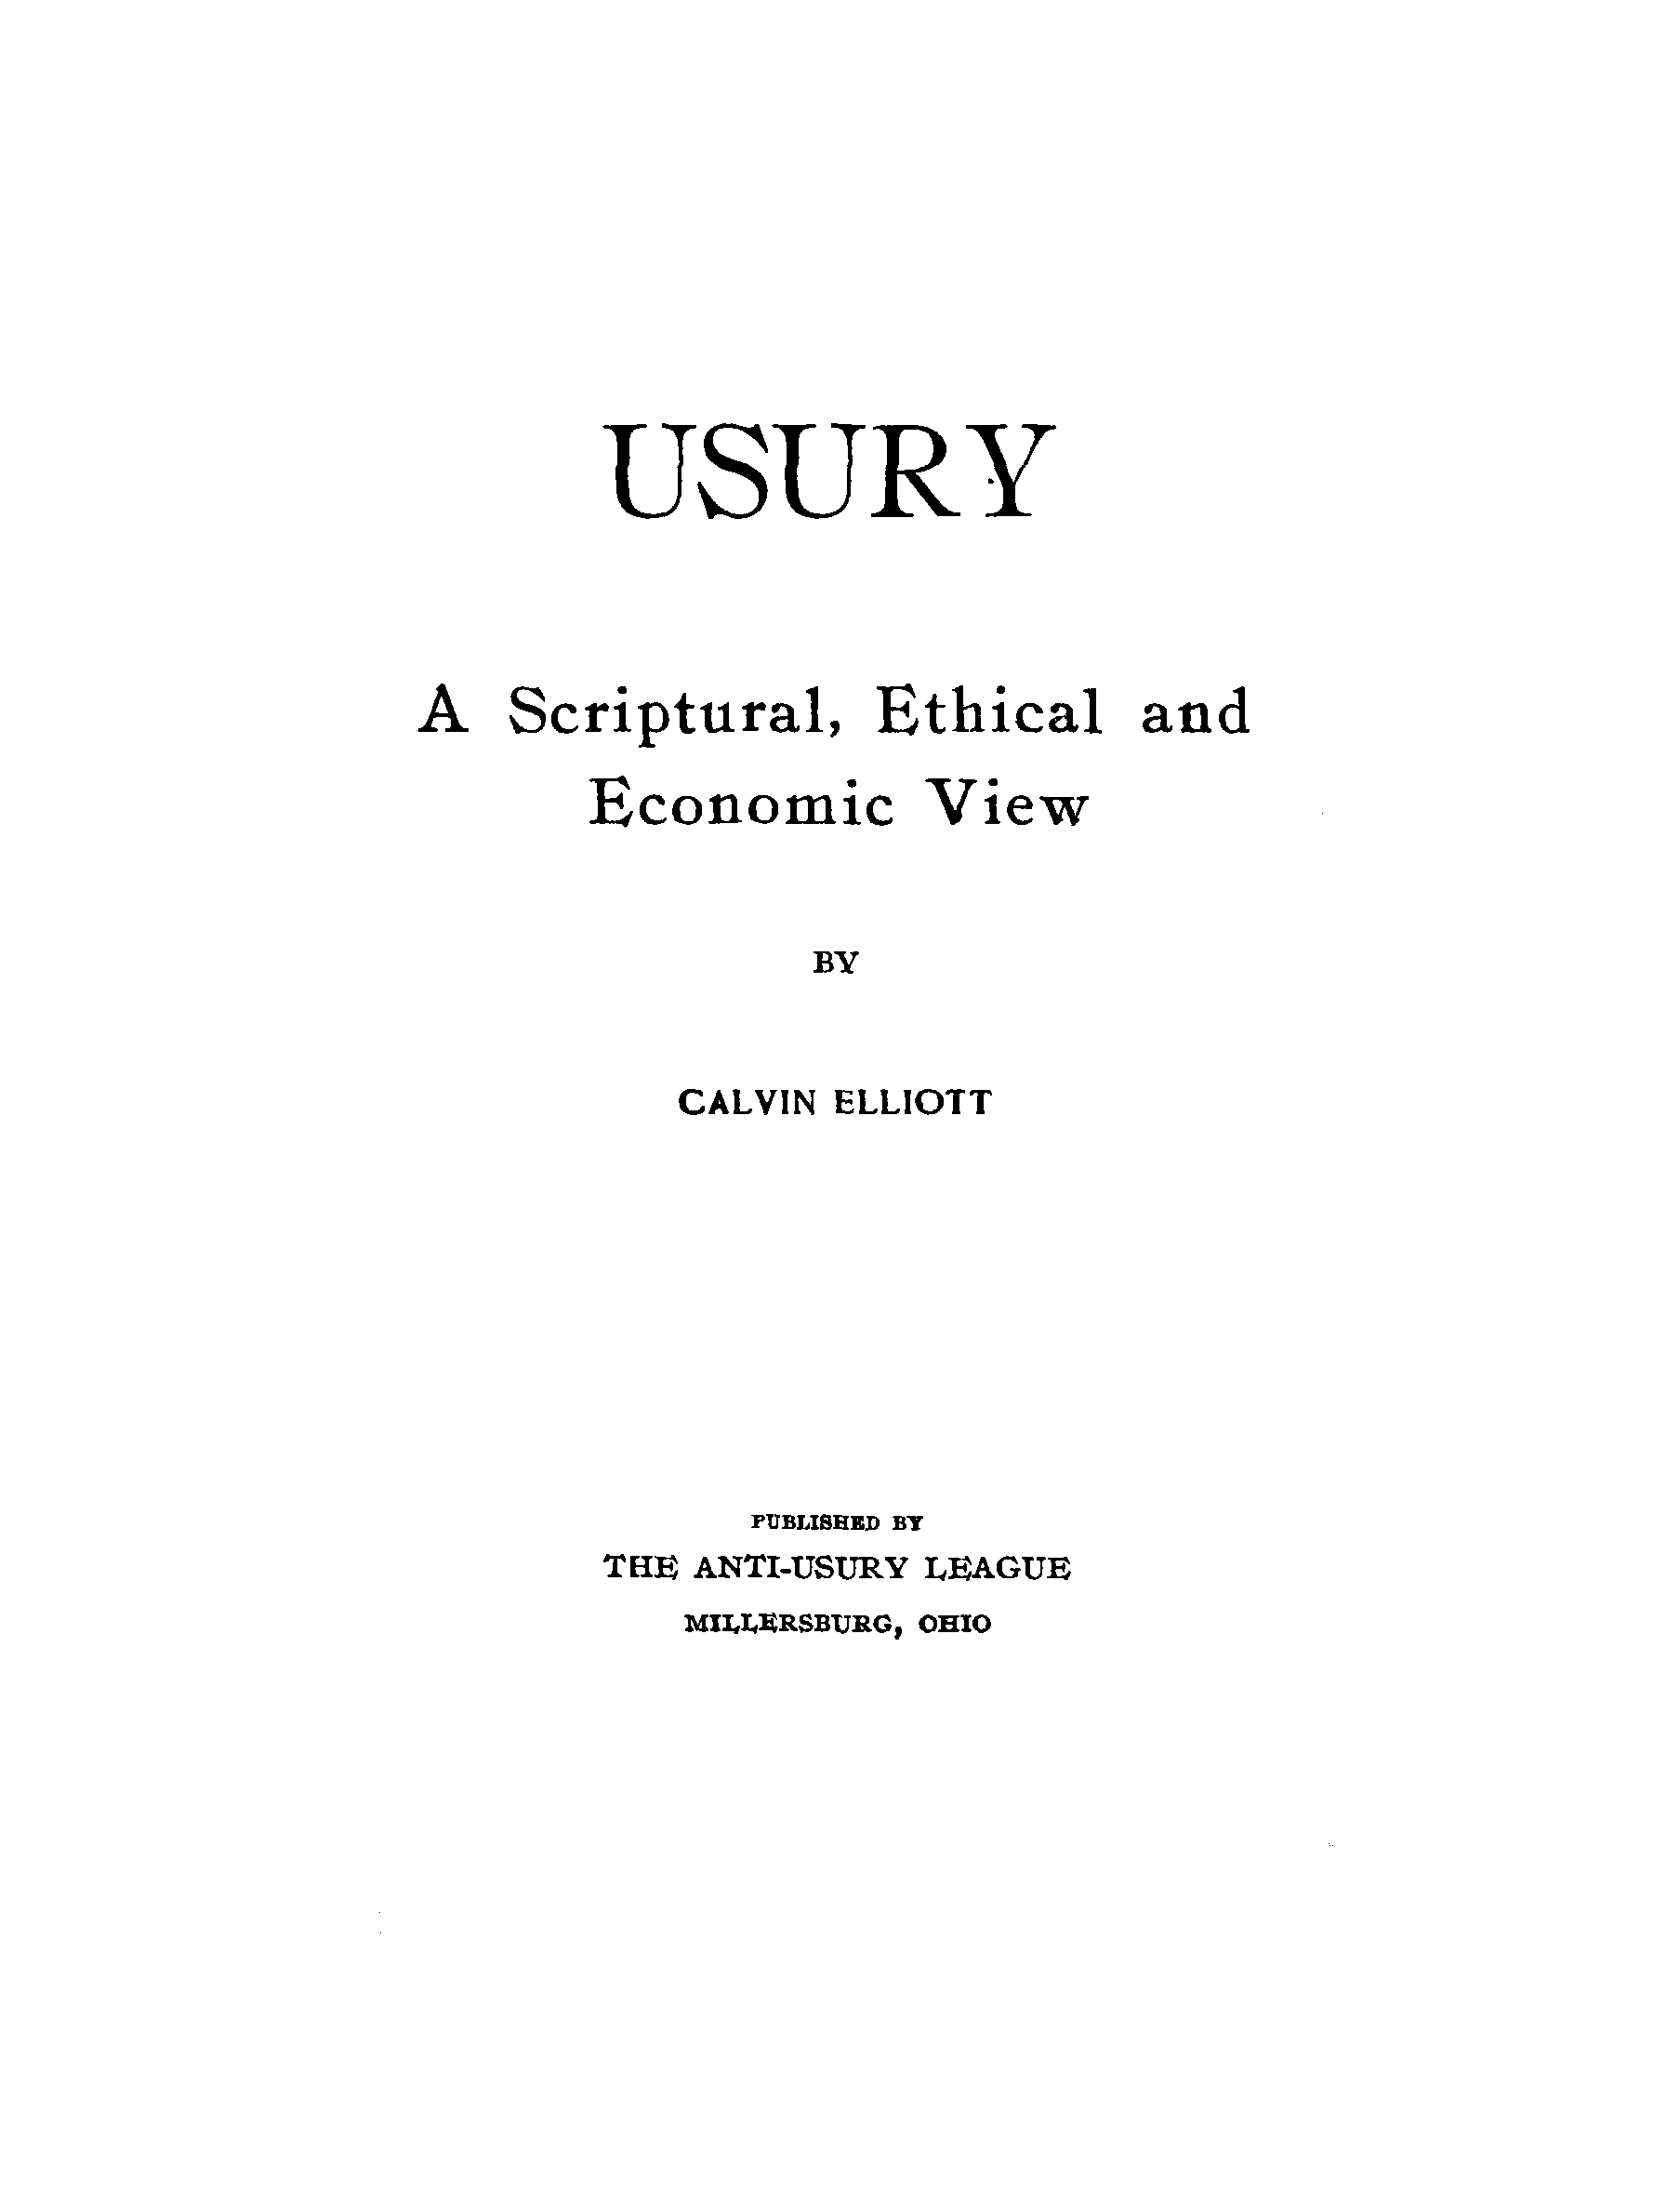 USURY
A Scriptural, Ethical and
Economic View
BY
CALVIN ELLIOTT
PUBLISHED BY
THE ANTI-USURY LEAGUE
MILLERSBURG, OHIO